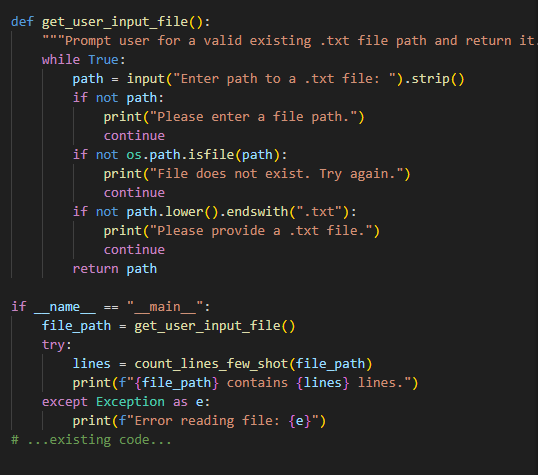 def get_user_input_file():
    """Prompt user for a valid existing .txt file path and return it.
    while True:
        path = input("Enter path to a .txt file: ").strip()
        if not path:
            print("Please enter a file path.")
            continue
        if not os.path.isfile(path):
            print("File does not exist. Try again.")
            continue
        if not path.lower().endswith(".txt"):
            print("Please provide a .txt file.")
            continue
        return path

if __name__ == "__main__":
    file_path = get_user_input_file()
    try:
        lines = count_lines_few_shot(file_path)
        print(f"{file_path} contains {lines} lines.")
    except Exception as e:
        print(f"Error reading file: {e}")
# ...existing code...